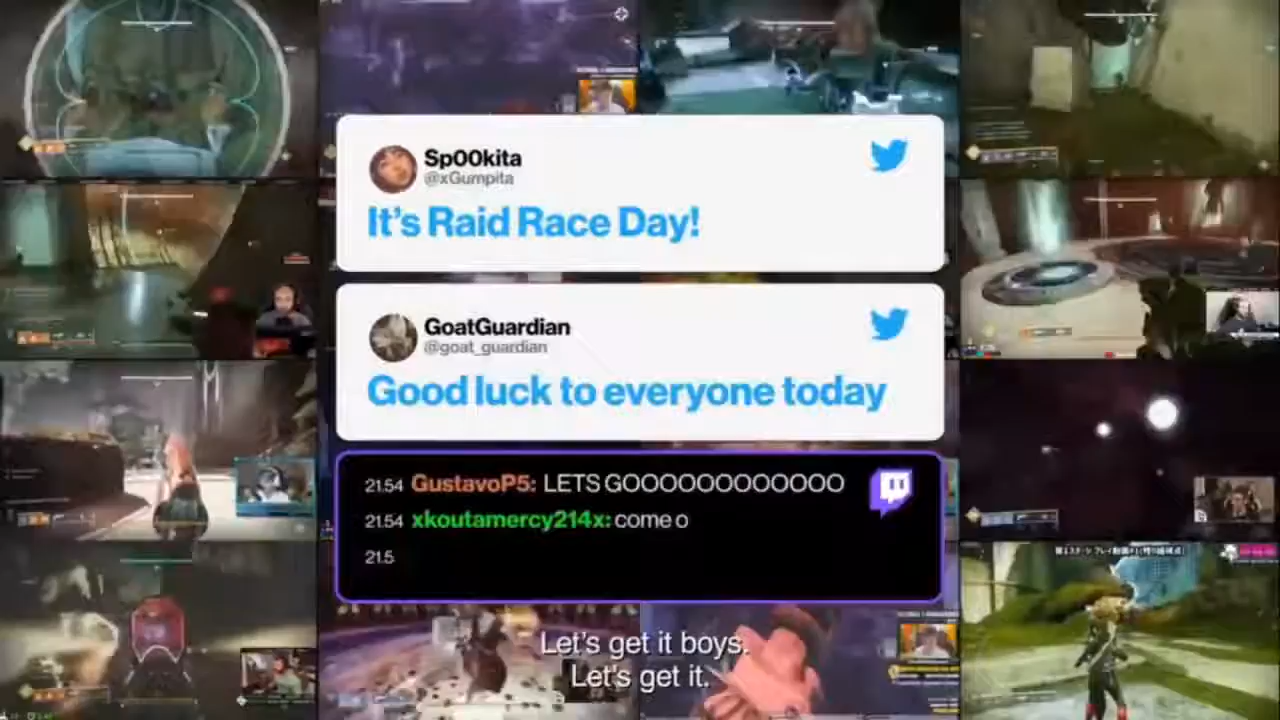 Sp00kita
@xGumpita
It's Raid Race Day!
GoatGuardian
@goat_guardian
Good luck to everyone today
21.54 GustavoP5: LETS GOOOOOOOOOOOO
21.54 xkoutamercy214x: come o
21.5
Let's get it boys.
Let's get it.